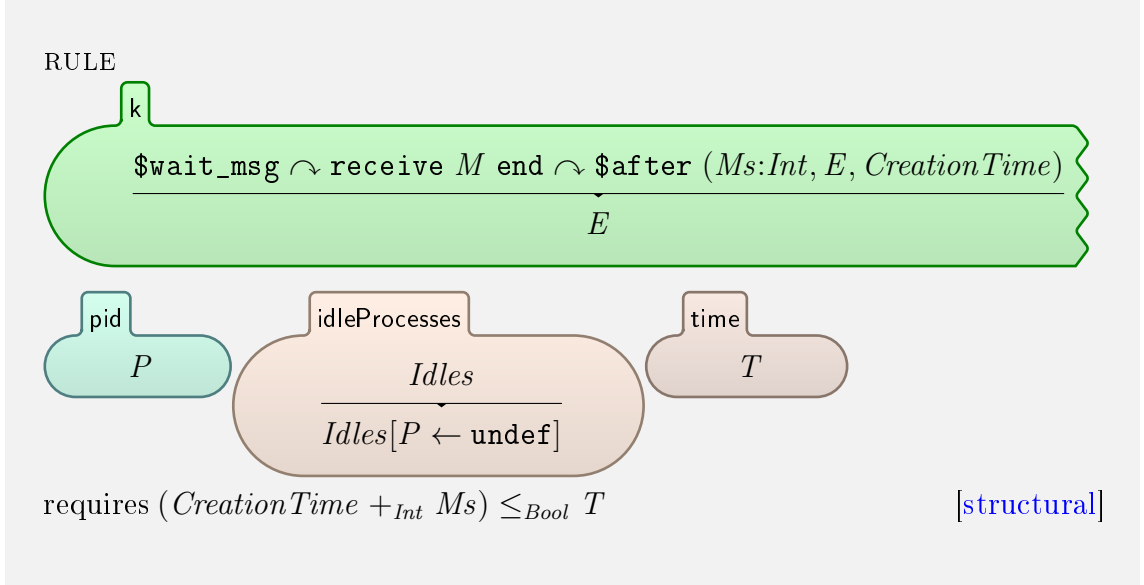 RULE
k
$wait_msg ↷ receive M end ↷ $after (Ms:Int, E, CreationTime)
E
pid
idleProcesses
time
P
Idles
T
Idles[P ← undef]
requires (CreationTime +Int Ms) ≤Bool T [structural]